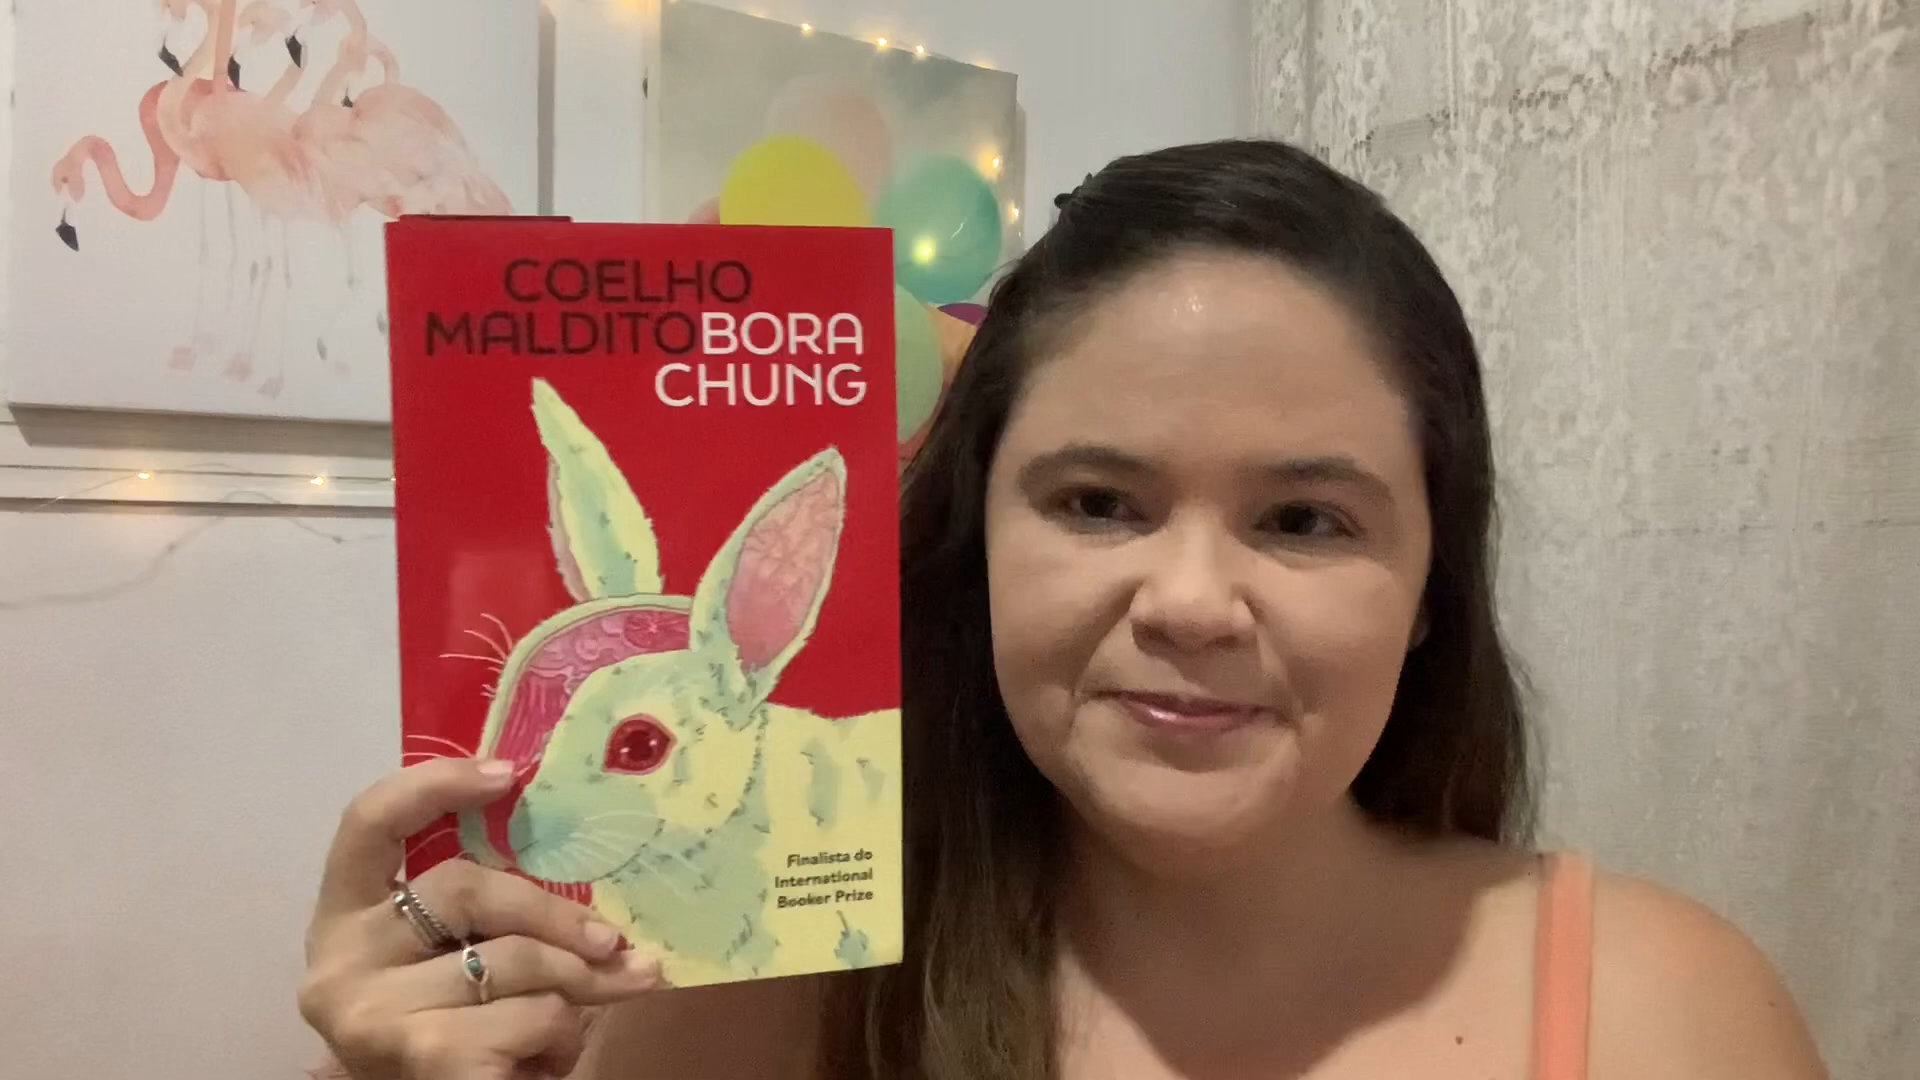 COELHO
MALDITO BORA
CHUNG
Finalista do
International
Booker Prize